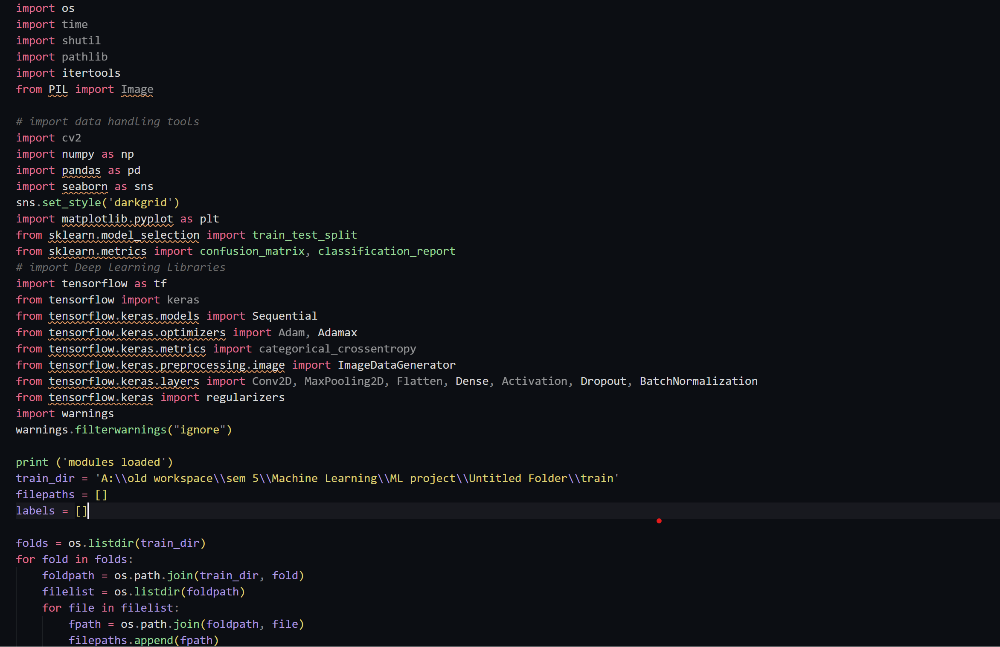 import os
import time
import shutil
import pathlib
import itertools
from PIL import Image

# import data handling tools
import cv2
import numpy as np
import pandas as pd
import seaborn as sns
sns.set_style('darkgrid')
import matplotlib.pyplot as plt
from sklearn.model_selection import train_test_split
from sklearn.metrics import confusion_matrix, classification_report
# import Deep learning Libraries
import tensorflow as tf
from tensorflow import keras
from tensorflow.keras.models import Sequential
from tensorflow.keras.optimizers import Adam, Adamax
from tensorflow.keras.metrics import categorical_crossentropy
from tensorflow.keras.preprocessing.image import ImageDataGenerator
from tensorflow.keras.layers import Conv2D, MaxPooling2D, Flatten, Dense, Activation, Dropout, BatchNormalization
from tensorflow.keras import regularizers
import warnings
warnings.filterwarnings("ignore")

print ('modules loaded')
train_dir = 'A:\\old workspace\\sem 5\\Machine Learning\\ML project\\Untitled Folder\\train'
filepaths = []
labels = []

folds = os.listdir(train_dir)
for fold in folds:
    foldpath = os.path.join(train_dir, fold)
    filelist = os.listdir(foldpath)
    for file in filelist:
        fpath = os.path.join(foldpath, file)
        filepaths.append(fpath)